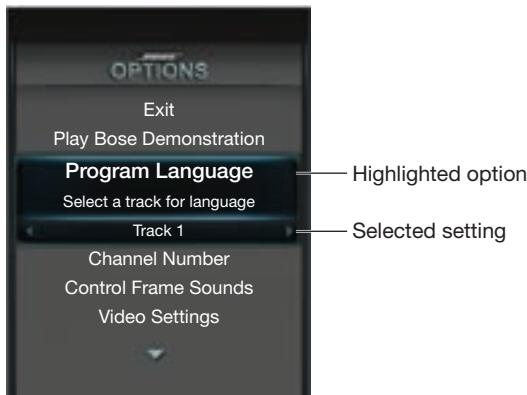 OPTIONS
Exit
Play Bose Demonstration
Program Language
Highlighted option
Select a track for language
Track 1
Selected setting
Channel Number
Control Frame Sounds
Video Settings